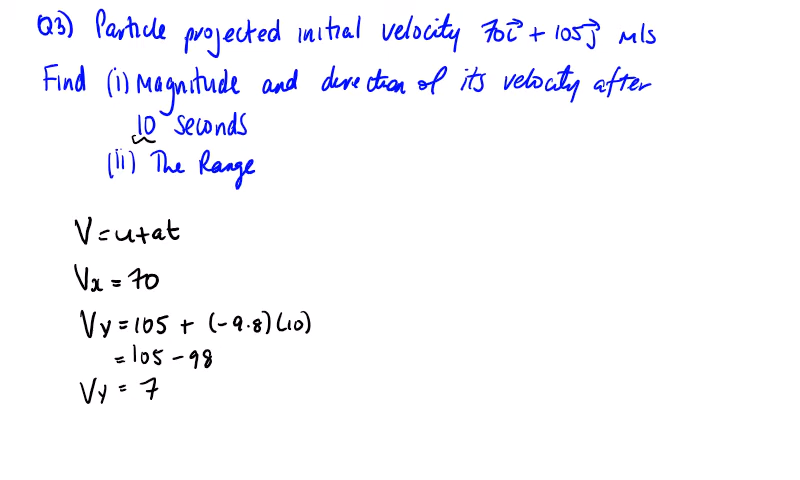 Q3) Particle projected initial velocity 70i⃗ + 105j⃗ m/s
Find (i) Magnitude and direction of its velocity after
10 seconds
(ii) The Range
V = u+at
Vx = 70
Vy = 105 + (-9.8)(10)
= 105 - 98
Vy = 7